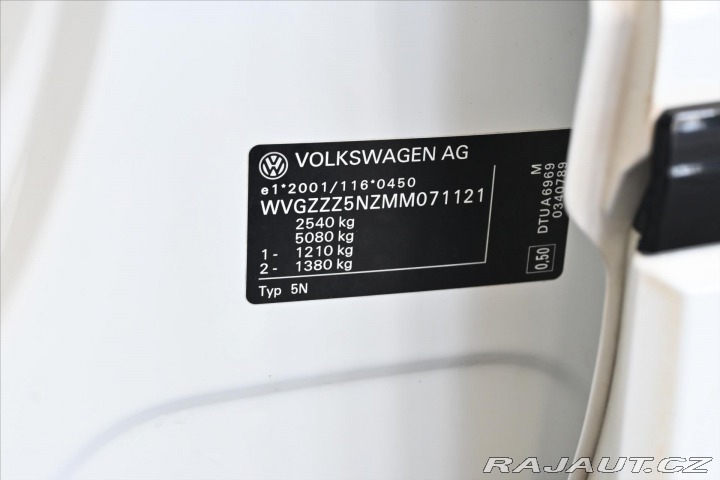 VOLKSWAGEN AG
e1*2001/116*0450
WVGZZZ5NZMM071121
2540 kg
5080 kg
1- 1210 kg
2- 1380 kg
Typ 5N
DTUA6969 M
0340789
0,50
RAJAUT.CZ